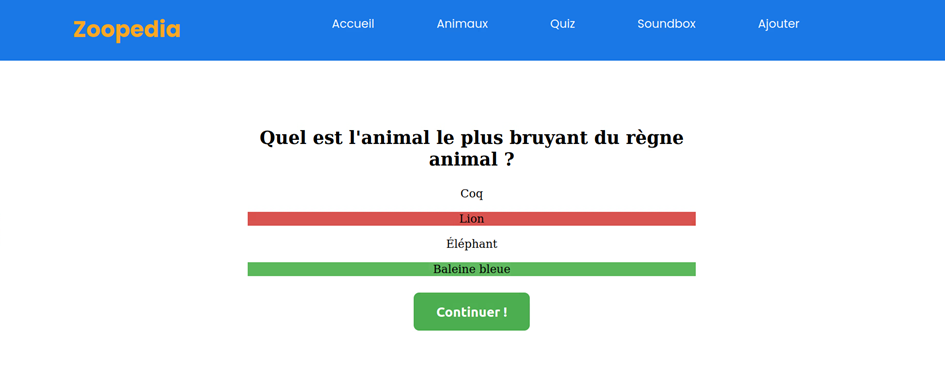 Zoopedia
Accueil Animaux Quiz Soundbox Ajouter
Quel est l'animal le plus bruyant du règne
animal ?
Coq
Lion
Éléphant
Baleine bleue
Continuer !